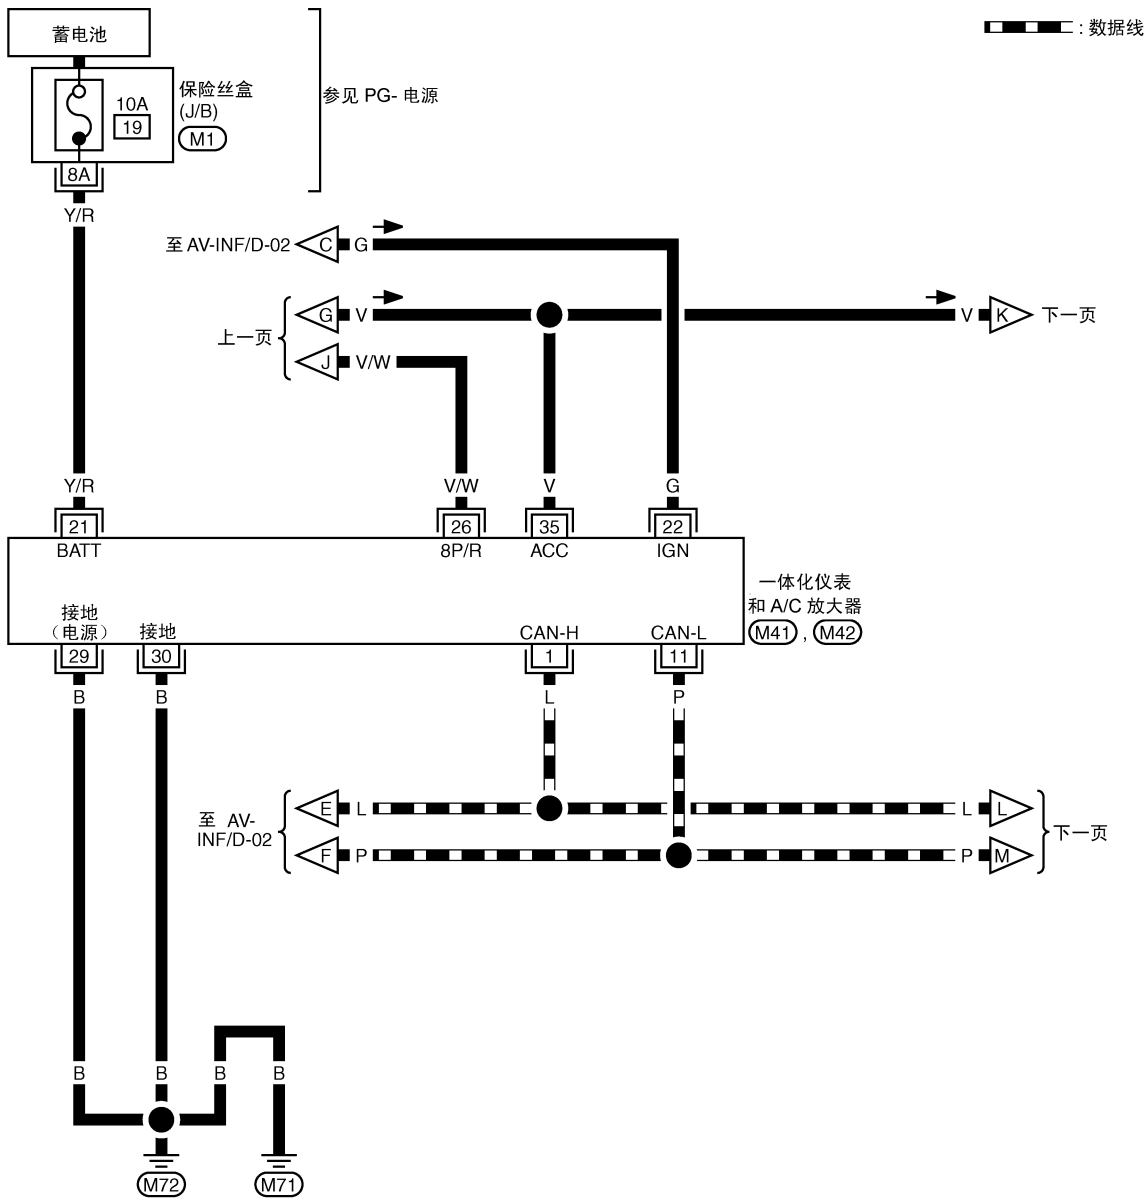 蓄电池
: 数据线
保险丝盒
(J/B)
M1
10A
19
8A
参见 PG- 电源
Y/R
至 AV-INF/D-02
C
G
G
V
V
K
下一页
上一页
J
V/W
Y/R
V/W
V
G
21
26
35
22
BATT
8P/R
ACC
IGN
一体化仪表
和 A/C 放大器
M41 , M42
接地
（电源）
接地
CAN-H
CAN-L
29
30
1
11
B
B
L
P
至 AV-
INF/D-02
E
L
L
L
F
P
P
M
下一页
B
B
B
B
M72
M71